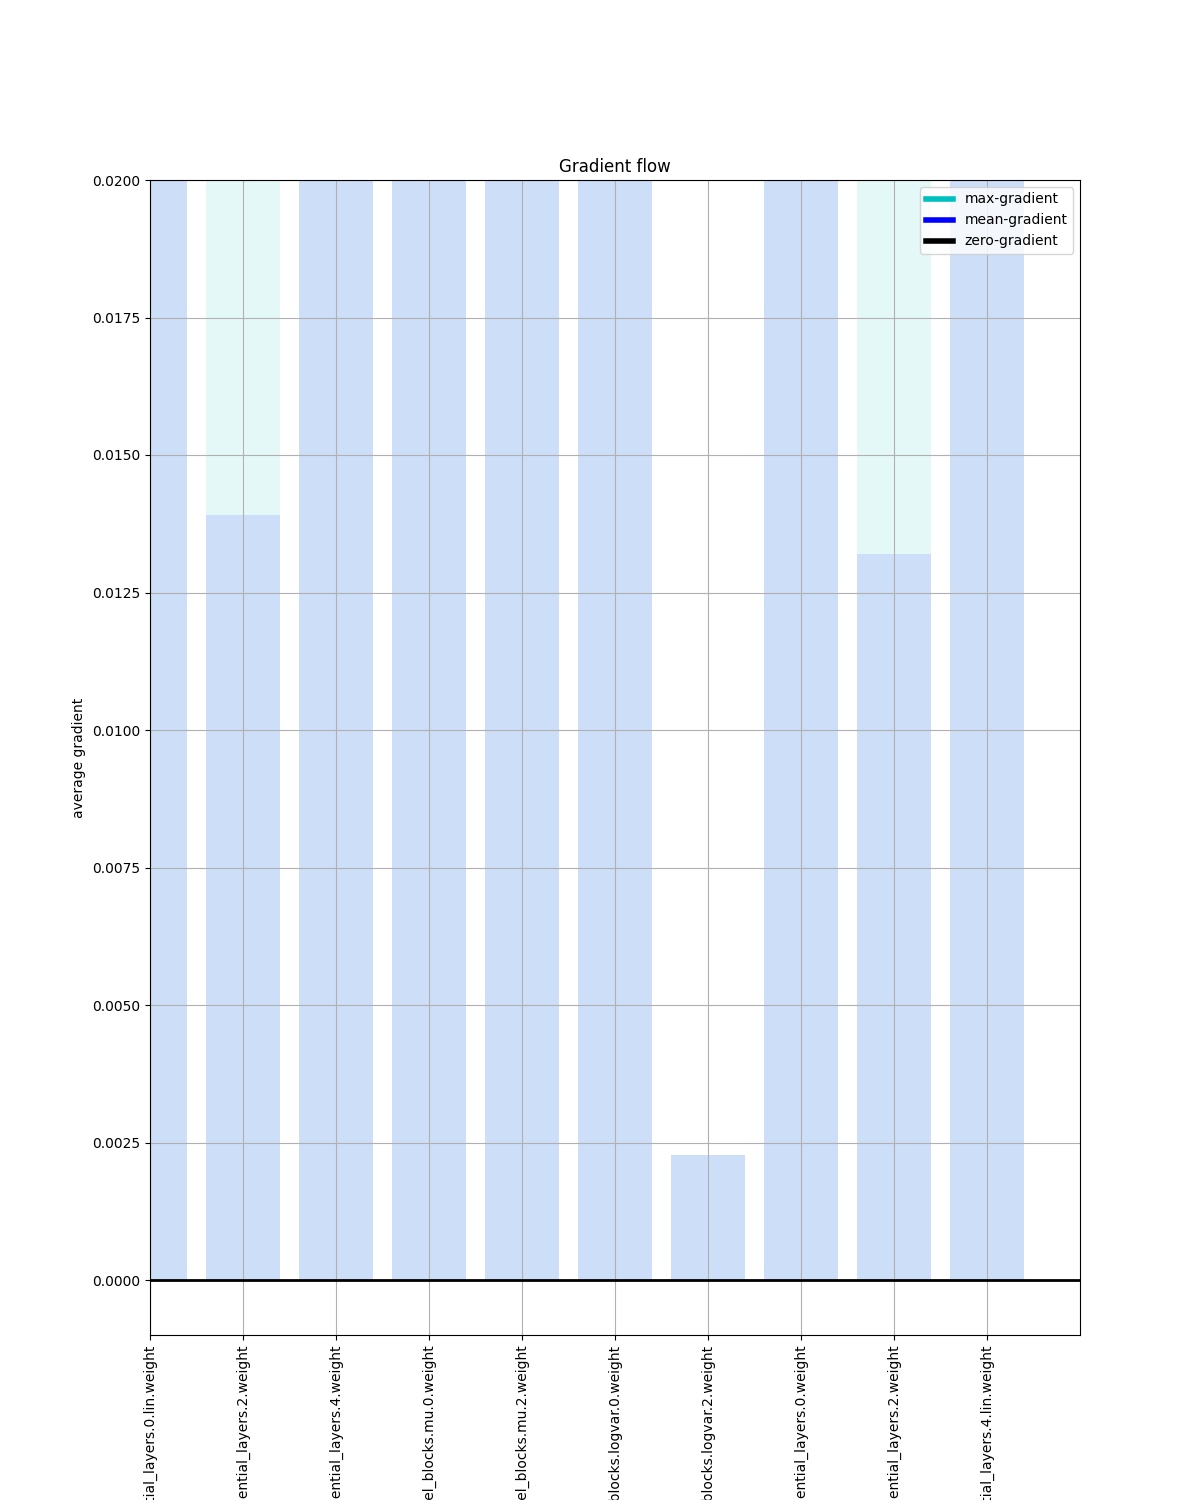 Gradient flow
max-gradient
mean-gradient
zero-gradient
0.0200
0.0175
0.0150
0.0125
0.0100
0.0075
0.0050
0.0025
0.0000
average gradient
tial_layers.0.lin.weight
ential_layers.2.weight
ential_layers.4.weight
el_blocks.mu.0.weight
el_blocks.mu.2.weight
blocks.logvar.0.weight
blocks.logvar.2.weight
ential_layers.0.weight
ential_layers.2.weight
tial_layers.4.lin.weight